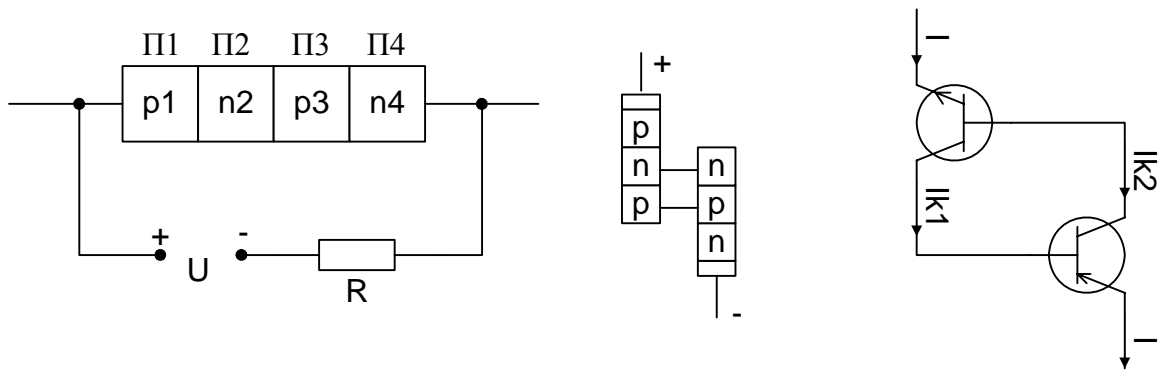 П1 П2 П3 П4
p1 n2 p3 n4
+ -
U
R
+
p
n n
p p
n
-
I
Ik1
Ik2
I